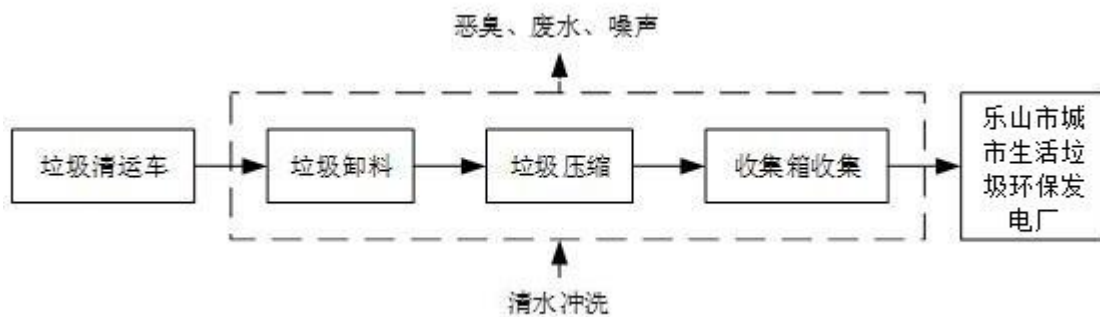 恶臭、废水、噪声
垃圾清运车
垃圾卸料
垃圾压缩
收集箱收集
乐山市城
市生活垃
圾环保发
电厂
清水冲洗